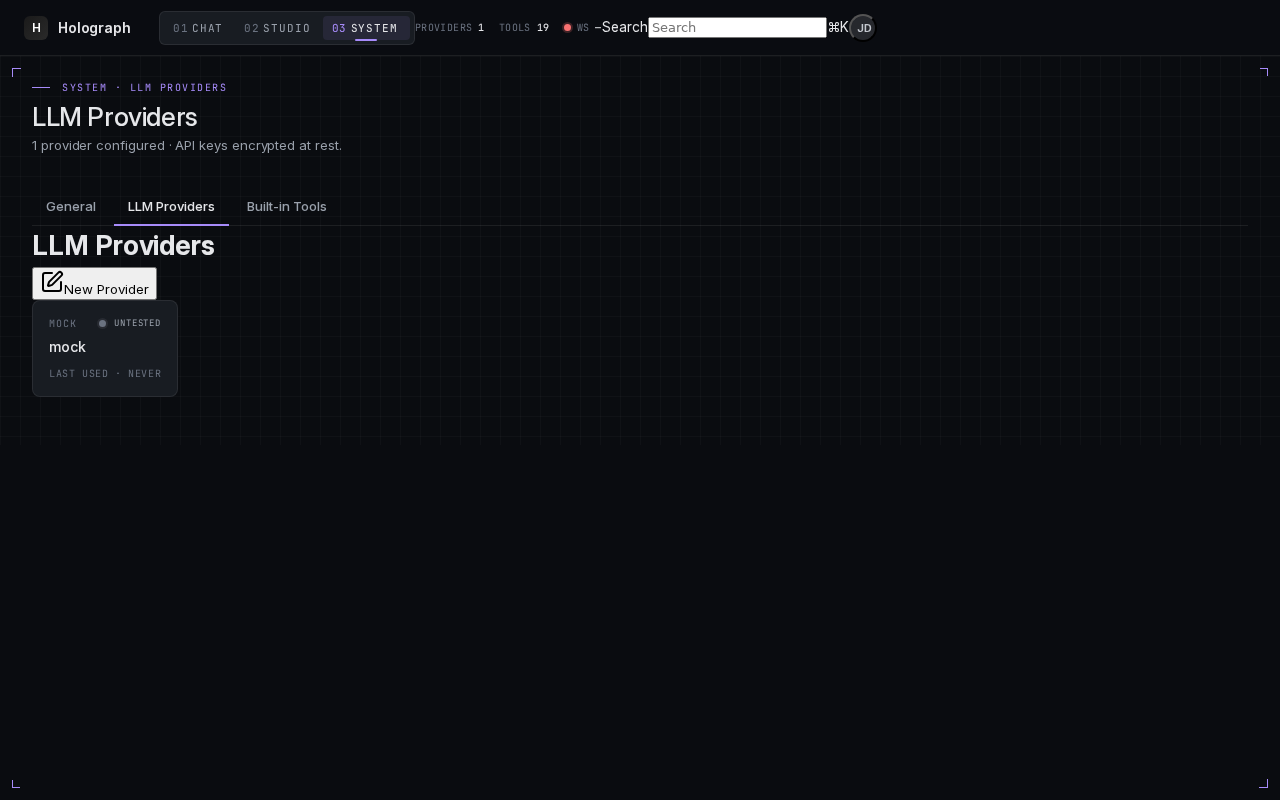 H Holograph 01 CHAT 02 STUDIO 03 SYSTEM PROVIDERS 1 TOOLS 19 WS – Search Search ⌘K JD
SYSTEM · LLM PROVIDERS
LLM Providers
1 provider configured · API keys encrypted at rest.
General LLM Providers Built-in Tools
LLM Providers
New Provider
MOCK UNTESTED
mock
LAST USED · NEVER